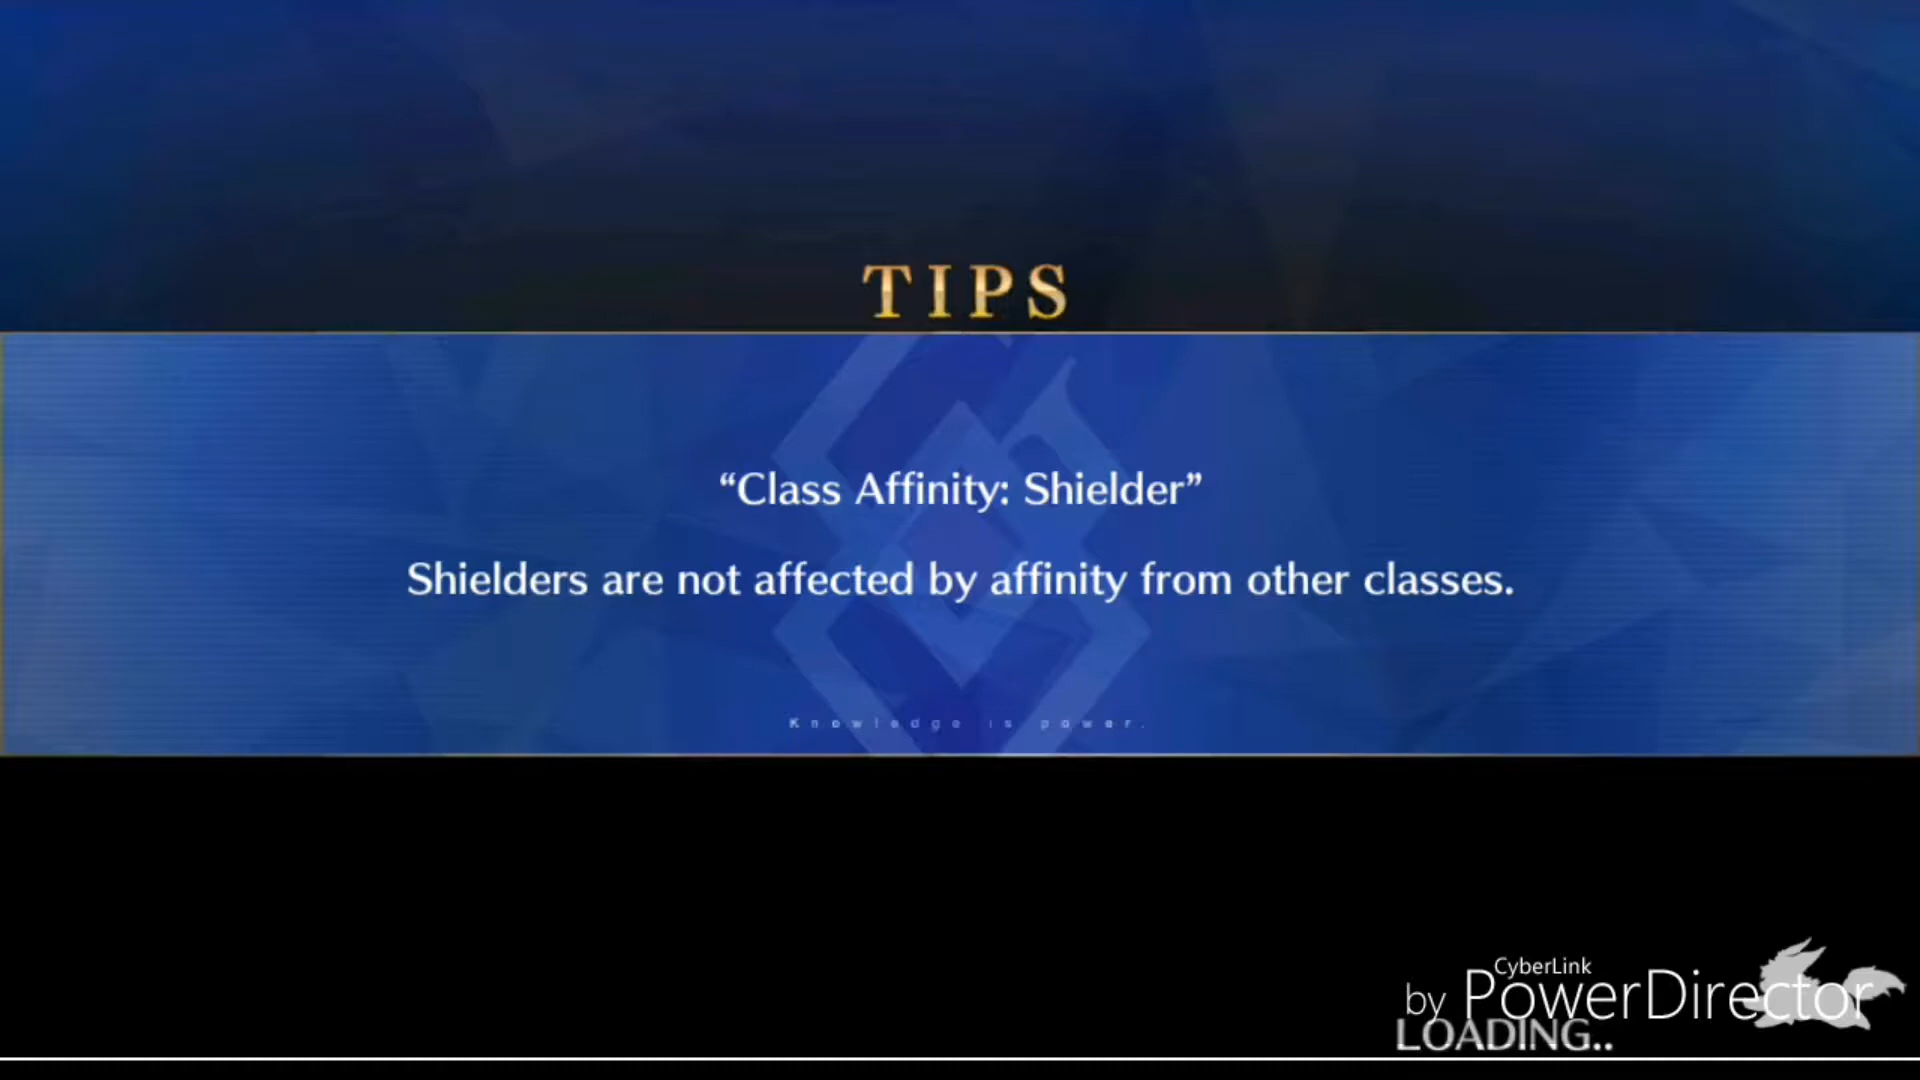 TIPS
“Class Affinity: Shielder”
Shielders are not affected by affinity from other classes.
Knowledge is power.
CyberLink
by PowerDirector
LOADING..